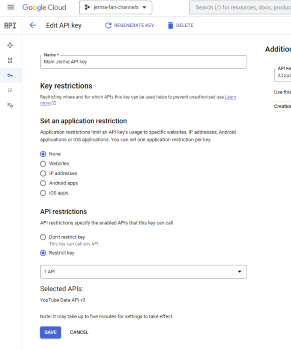 Google Cloud
jerma-fan-channels
Search (/) for resources, docs, products
API
Edit API key
REGENERATE KEY
DELETE
Addition
Name *
Main Jerma API key
API Ke
Key restrictions
Restricting where and for which APIs this key can be used helps to prevent unauthorised use. Learn
more
Use this
Creation
Set an application restriction
Application restrictions limit an API key's usage to specific websites, IP addresses, Android
applications or iOS applications. You can set one application restriction per key.
None
Websites
IP addresses
Android apps
iOS apps
API restrictions
API restrictions specify the enabled APIs that this key can call
Don't restrict key
This key can call any API
Restrict key
1 API
Selected APIs:
YouTube Data API v3
Note: It may take up to five minutes for settings to take effect.
SAVE
CANCEL